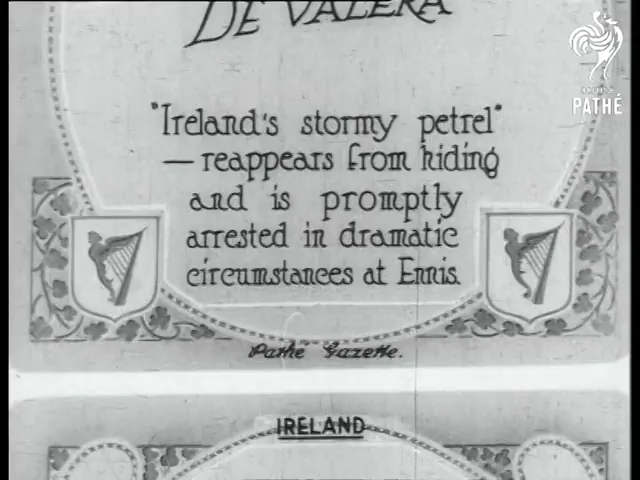 DE VALERA
"Ireland's stormy petrel"
— reappears from hiding
and is promptly
arrested in dramatic
circumstances at Ennis.
Pathé Gazette.
IRELAND
PATHÉ